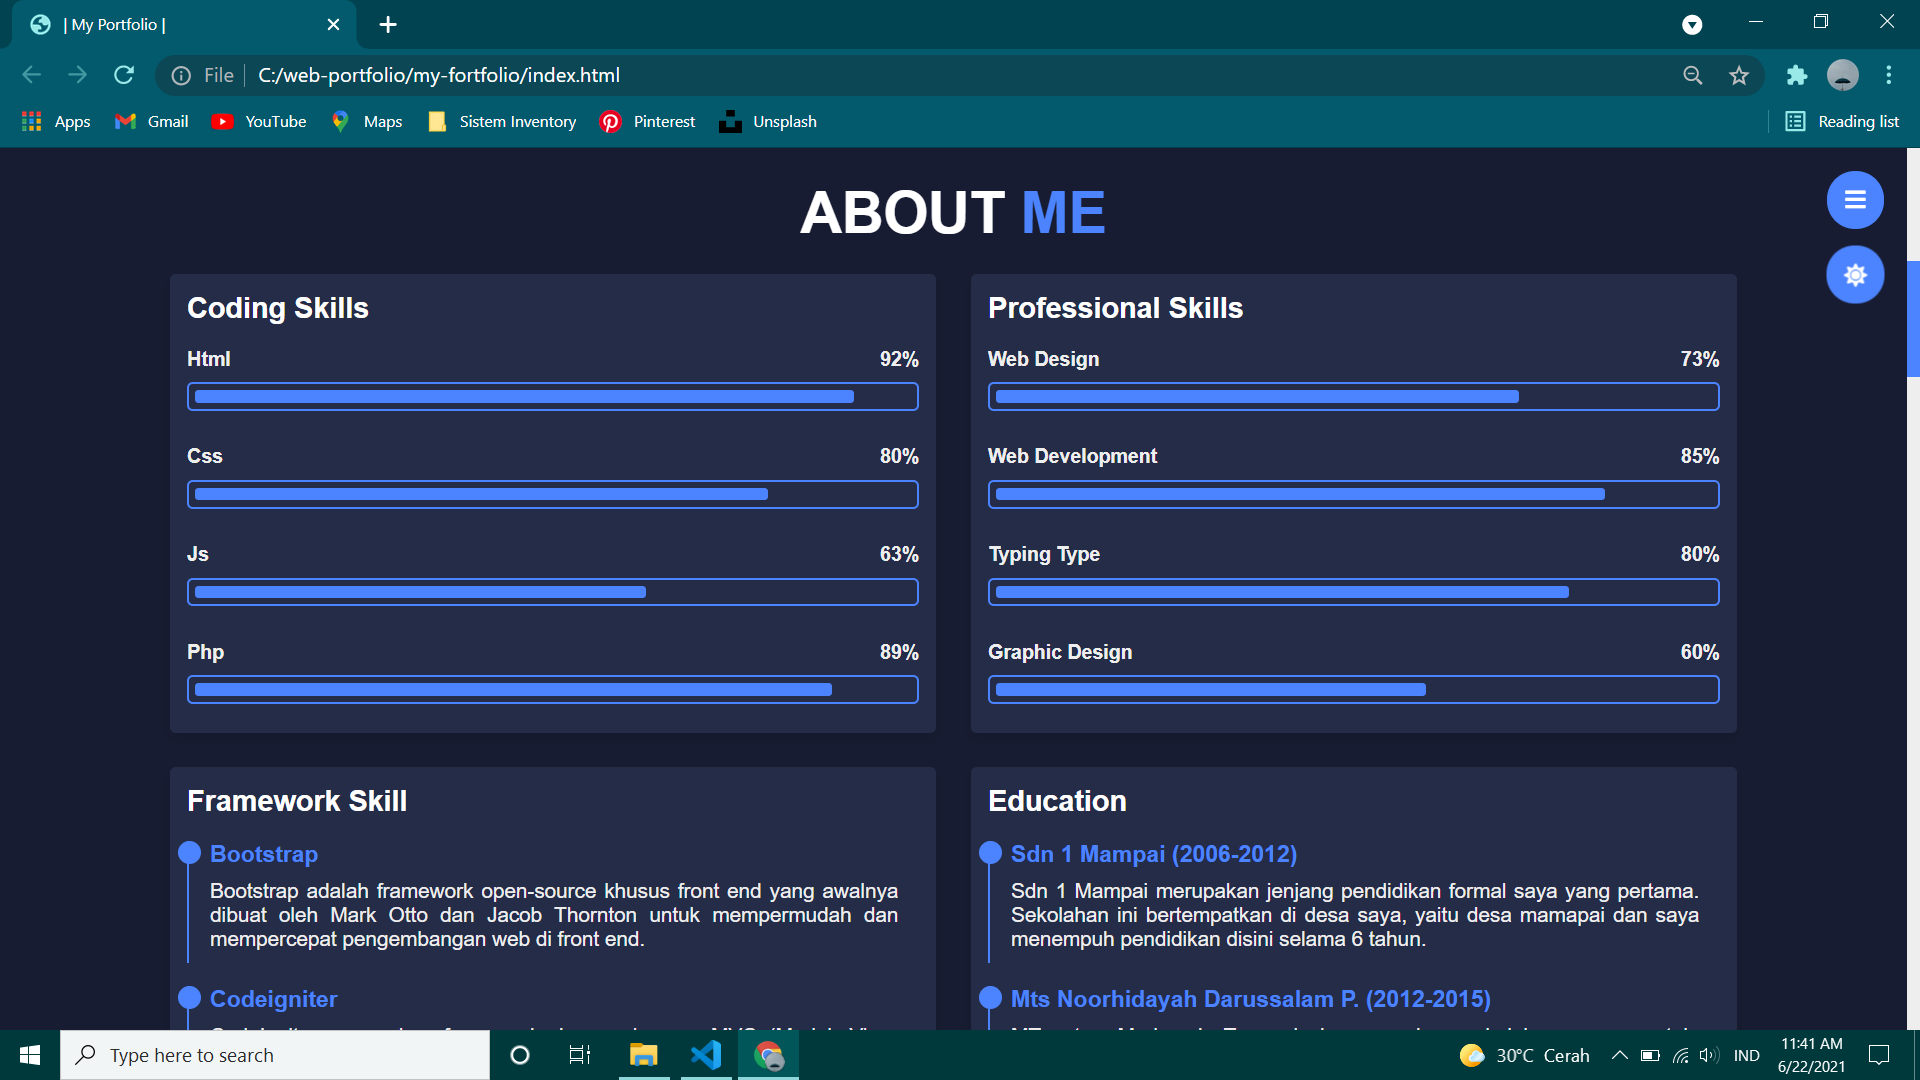 | My Portfolio |
File
C:/web-portfolio/my-fortfolio/index.html
Apps
Gmail
YouTube
Maps
Sistem Inventory
Pinterest
Unsplash
Reading list
ABOUT ME
Coding Skills
Html 92%
Css 80%
Js 63%
Php 89%
Professional Skills
Web Design 73%
Web Development 85%
Typing Type 80%
Graphic Design 60%
Framework Skill
Bootstrap
Bootstrap adalah framework open-source khusus front end yang awalnya
dibuat oleh Mark Otto dan Jacob Thornton untuk mempermudah dan
mempercepat pengembangan web di front end.
Codeigniter
Education
Sdn 1 Mampai (2006-2012)
Sdn 1 Mampai merupakan jenjang pendidikan formal saya yang pertama.
Sekolahan ini bertempatkan di desa saya, yaitu desa mamapai dan saya
menempuh pendidikan disini selama 6 tahun.
Mts Noorhidayah Darussalam P. (2012-2015)
Type here to search
30°C Cerah
IND
11:41 AM
6/22/2021